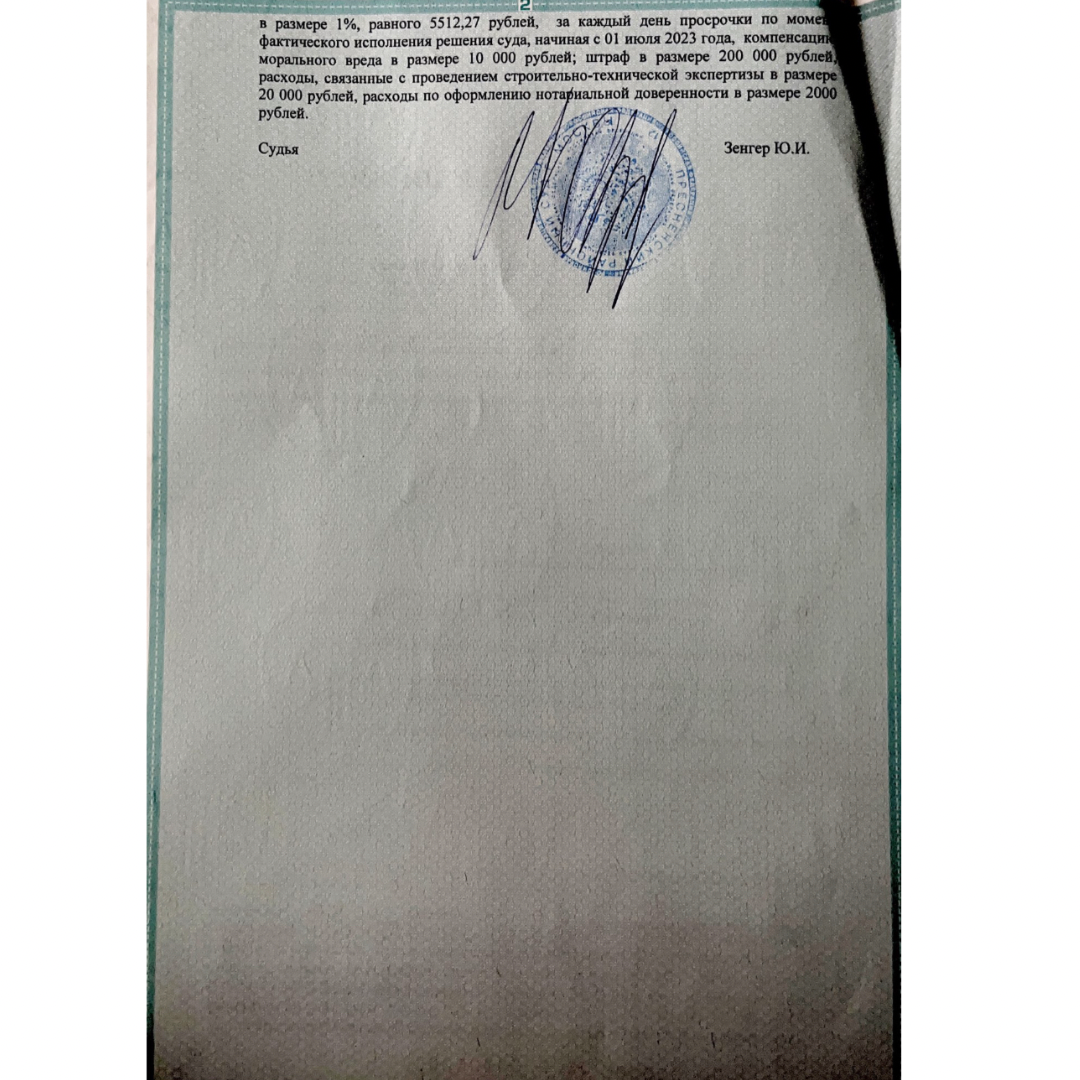 2
в размере 1%, равного 5512,27 рублей, за каждый день просрочки по
фактического исполнения решения суда, начиная с 01 июля 2023 года,
морального вреда в размере 10 000 рублей; штраф в размере 200 000 рублей,
расходы, связанные с проведением строительно-технической экспертизы в размере
20 000 рублей, расходы по оформлению нотариальной доверенности в размере 2000
рублей.
Судья Зенгер Ю.И.